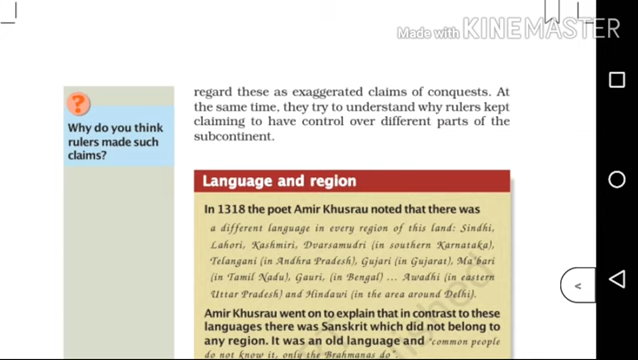 Made with KINEMASTER
regard these as exaggerated claims of conquests. At
the same time, they try to understand why rulers kept
claiming to have control over different parts of the
subcontinent.
?
Why do you think
rulers made such
claims?
Language and region
In 1318 the poet Amir Khusrau noted that there was
a different language in every region of this land: Sindhi,
Lahori, Kashmiri, Dvarsamudri (in southern Karnataka),
Telangani (in Andhra Pradesh), Gujari (in Gujarat), Ma'bari
(in Tamil Nadu), Gauri, (in Bengal) ... Awadhi (in eastern
Uttar Pradesh) and Hindawi (in the area around Delhi).
Amir Khusrau went on to explain that in contrast to these
languages there was Sanskrit which did not belong to
any region. It was an old language and "common people
do not know it, only the Brahmanas do".